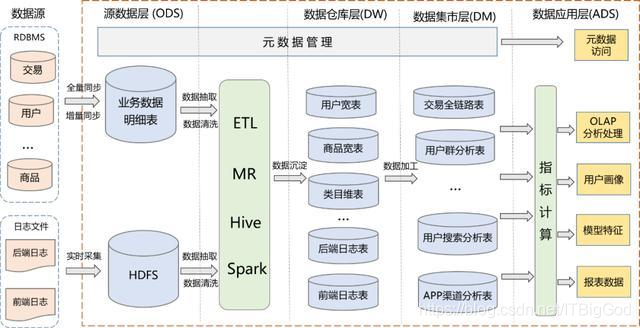 数据源
源数据层 (ODS)
数据仓库层(DW)
数据集市层(DM)
数据应用层(ADS)
RDBMS
交易
用户
...
商品
日志文件
后端日志
前端日志
全量同步
增量同步
实时采集
元数据管理
业务数据
明细表
HDFS
数据抽取
数据清洗
数据抽取
数据清洗
ETL
MR
Hive
Spark
数据沉淀
用户宽表
商品宽表
类目维表
...
后端日志表
前端日志表
数据加工
交易全链路表
用户群分析表
...
用户搜索分析表
APP渠道分析表
指标计算
元数据
访问
OLAP
分析处理
用户画像
模型特征
报表数据
https://blog.csdn.net/ITBigGod